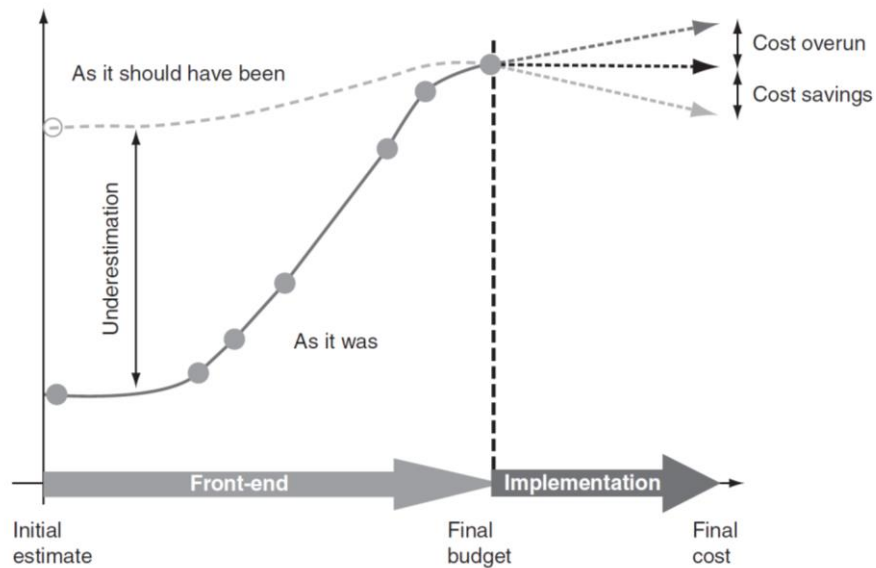 Cost overun
As it should have been
Cost savings
Underestimation
As it was
Front-end
Implementation
Initial
estimate
Final
budget
Final
cost